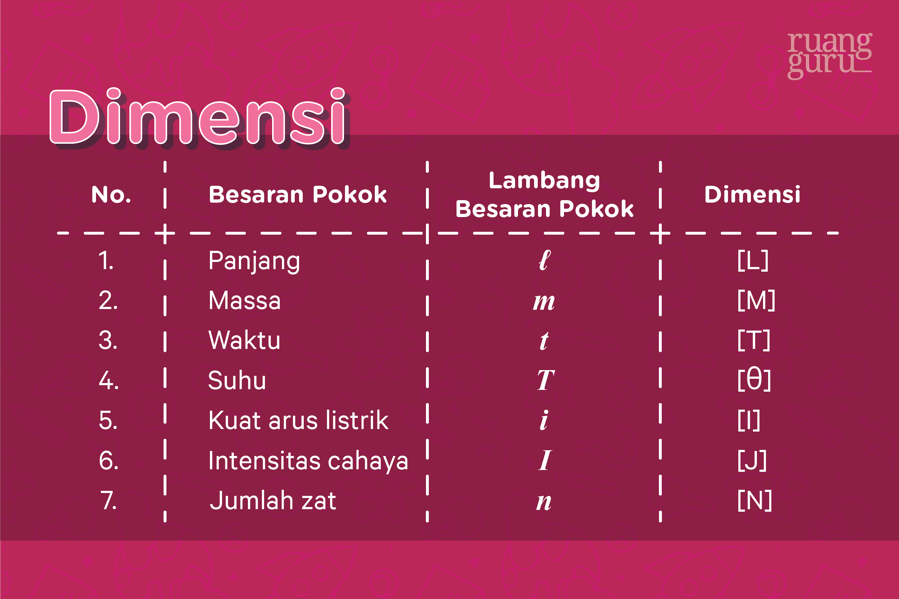 ruang
guru
Dimensi
No. Besaran Pokok Lambang Besaran Pokok Dimensi
1. Panjang ℓ [L]
2. Massa m [M]
3. Waktu t [T]
4. Suhu T [θ]
5. Kuat arus listrik i [I]
6. Intensitas cahaya I [J]
7. Jumlah zat n [N]